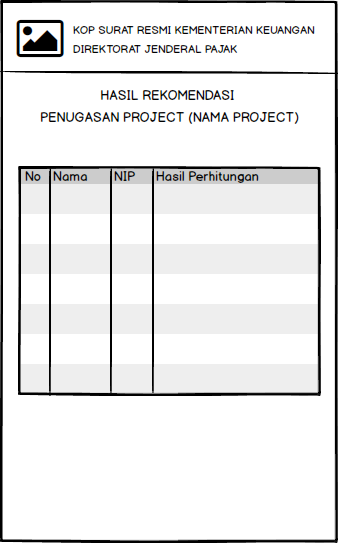 KOP SURAT RESMI KEMENTERIAN KEUANGAN
DIREKTORAT JENDERAL PAJAK
HASIL REKOMENDASI
PENUGASAN PROJECT (NAMA PROJECT)
No Nama NIP Hasil Perhitungan